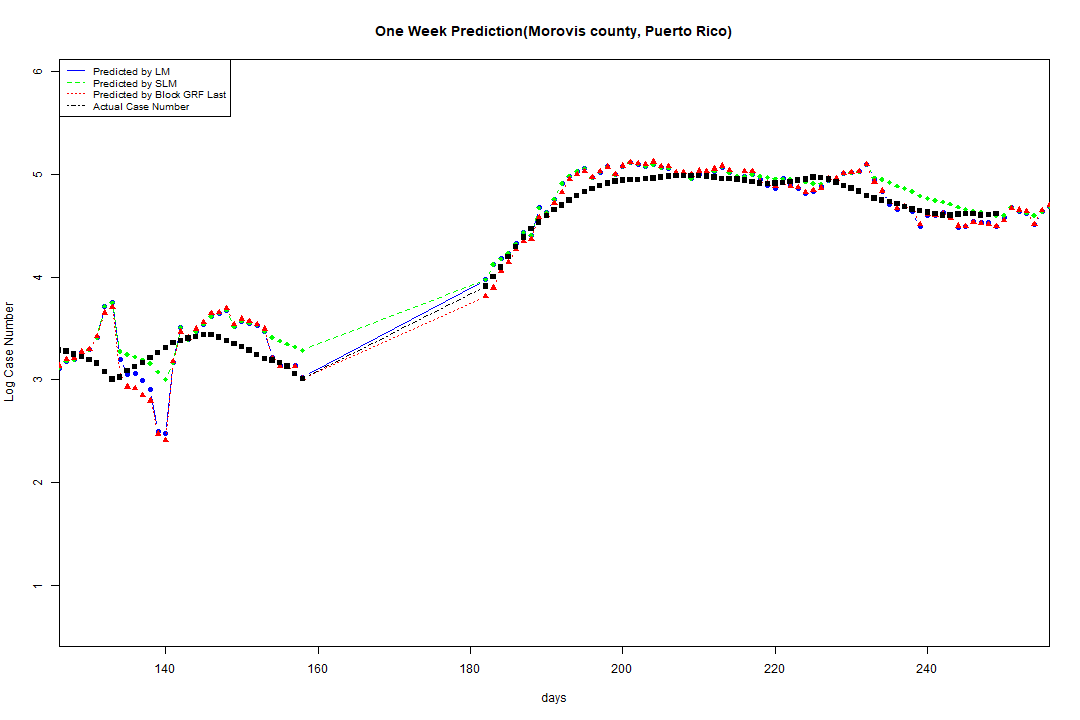 One Week Prediction(Morovis county, Puerto Rico)
Predicted by LM
Predicted by SLM
Predicted by Block GRF Last
Actual Case Number
6
5
4
3
2
1
Log Case Number
140 160 180 200 220 240
days